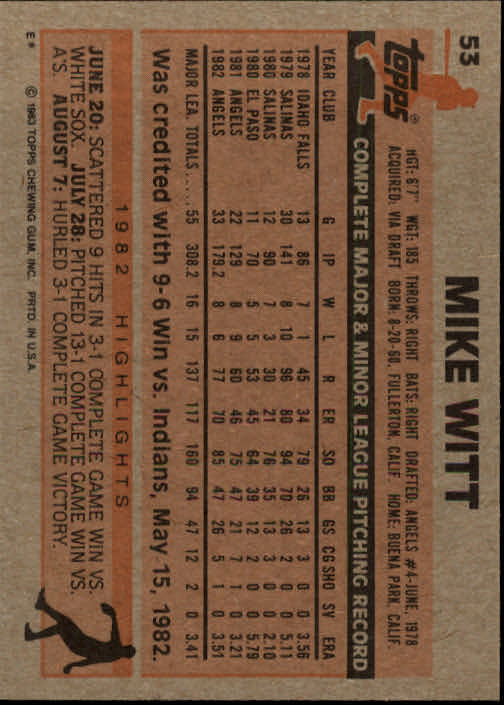 53
topps®
MIKE WITT
HGT: 6'7" WGT: 185 THROWS: RIGHT BATS: RIGHT DRAFTED: ANGELS #4-JUNE, 1978
ACQUIRED: VIA DRAFT BORN: 8-20-60, FULLERTON, CALIF. HOME: BUENA PARK, CALIF.
COMPLETE MAJOR & MINOR LEAGUE PITCHING RECORD
YEAR CLUB G IP W L R ER SO BB GS CG SHO SV ERA
1978 IDAHO FALLS 13 86 7 1 45 34 79 26 13 3 0 0 3.56
1979 SALINAS 30 141 8 10 96 80 94 70 26 2 0 0 5.11
1980 SALINAS 12 90 7 3 30 21 76 35 13 3 0 0 2.10
1980 EL PASO 11 70 5 5 53 45 64 39 12 2 0 0 5.79
1981 ANGELS 22 129 8 9 60 46 75 47 21 7 1 0 3.21
1982 ANGELS 33 179.2 8 6 77 70 85 47 26 5 1 0 3.51
MAJOR LEA. TOTALS..... 55 308.2 16 15 137 117 160 94 47 12 2 0 3.41
Was credited with 9-6 Win vs. Indians, May 15, 1982.
1982 HIGHLIGHTS
JUNE 20: SCATTERED 9 HITS IN 3-1 COMPLETE GAME WIN VS.
WHITE SOX. JULY 28: PITCHED 13-1 COMPLETE GAME WIN VS.
A'S. AUGUST 7: HURLED 3-1 COMPLETE GAME VICTORY.
E* © 1983 TOPPS CHEWING GUM, INC. PRTD. IN U.S.A.